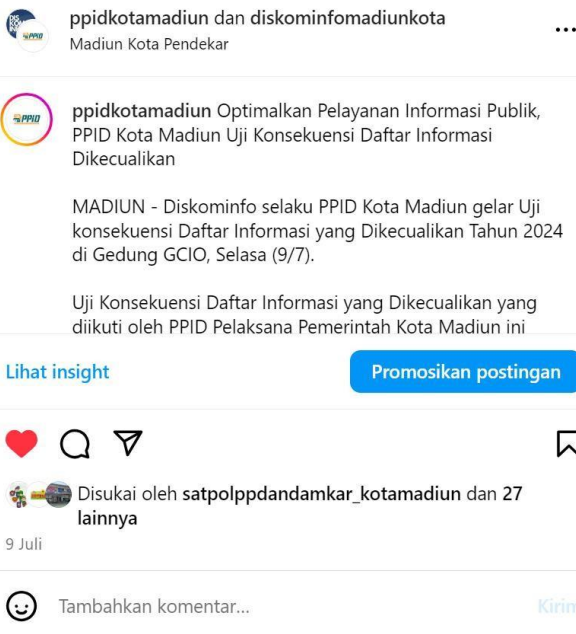 ppidkotamadiun dan diskominfomadiunkota
Madiun Kota Pendekar
ppidkotamadiun Optimalkan Pelayanan Informasi Publik,
PPID Kota Madiun Uji Konsekuensi Daftar Informasi
Dikecualikan
MADIUN - Diskominfo selaku PPID Kota Madiun gelar Uji
konsekuensi Daftar Informasi yang Dikecualikan Tahun 2024
di Gedung GCIO, Selasa (9/7).
Uji Konsekuensi Daftar Informasi yang Dikecualikan yang
diikuti oleh PPID Pelaksana Pemerintah Kota Madiun ini
Lihat insight
Promosikan postingan
Disukai oleh satpolppdandamkar_kotamadiun dan 27
lainnya
9 Juli
Tambahkan komentar...
Kirim